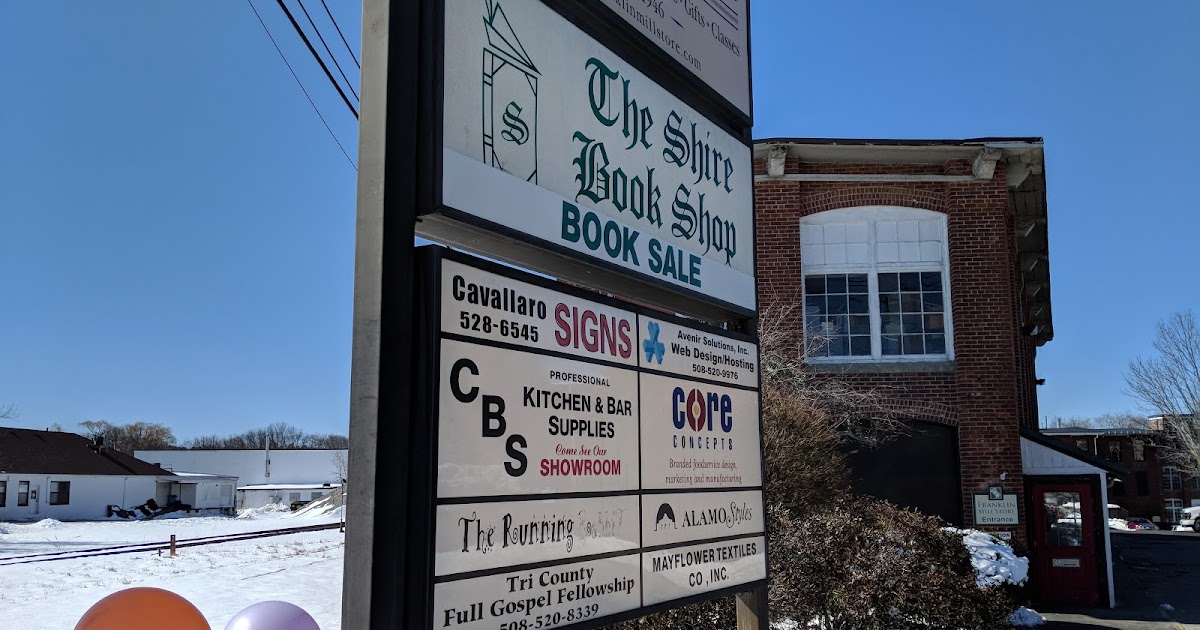 Gifts • Classes
The Shire
Book Shop
S
BOOK SALE
Cavallaro
528-6545
SIGNS
Avenir Solutions, Inc.
Web Design/Hosting
508-520-9976
CBS
PROFESSIONAL
KITCHEN & BAR
SUPPLIES
Come See Our
SHOWROOM
CORE
CONCEPTS
Branded foodservice design,
marketing and manufacturing
The Running
ALAMO Styles
Tri County
Full Gospel Fellowship
508-520-8339
MAYFLOWER TEXTILES
CO., INC.
FRANKLIN
MILL STORE
Entrance